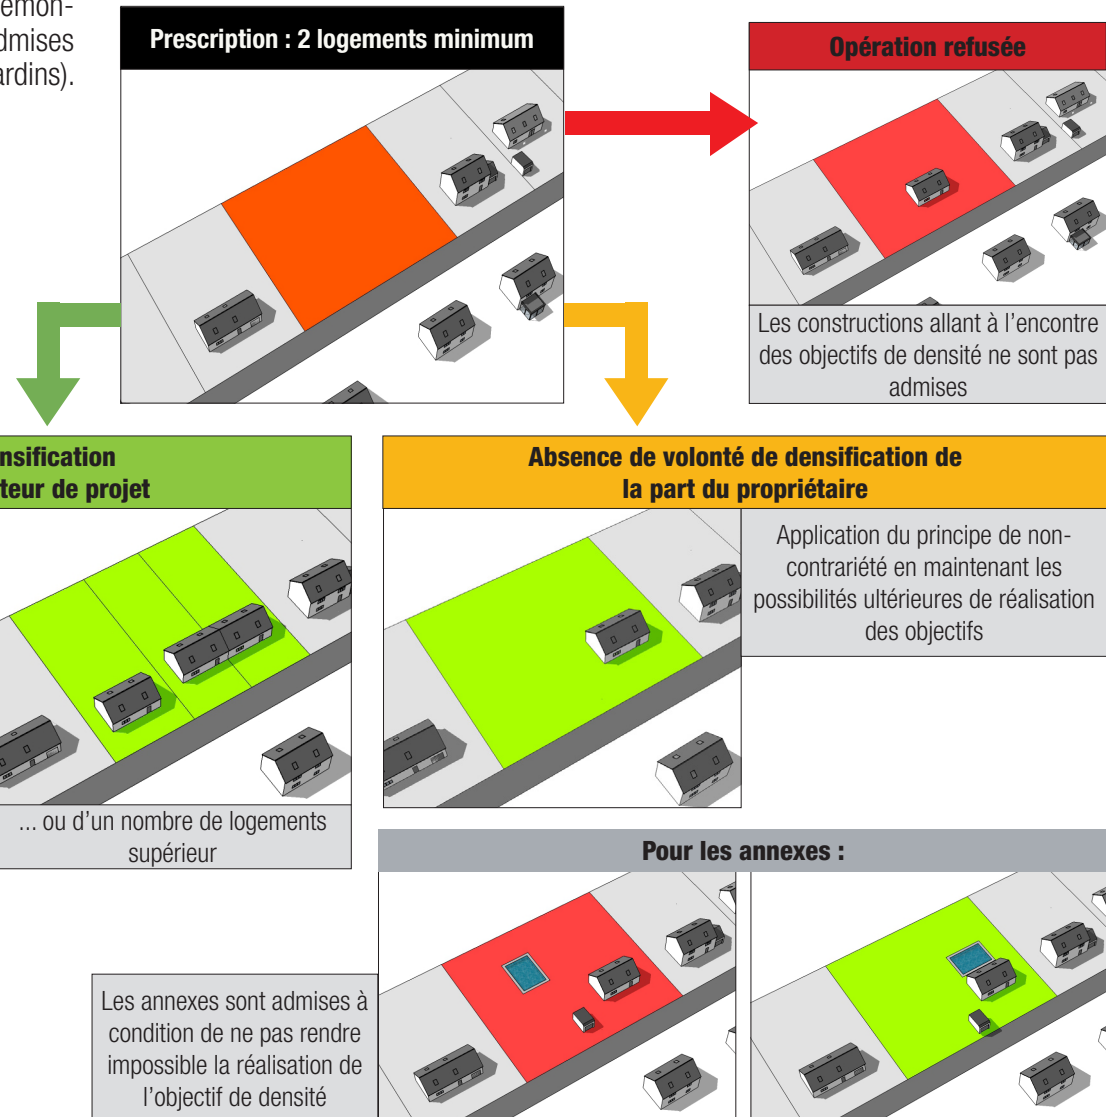 dmises
ardins).
Prescription : 2 logements minimum
Opération refusée
Les constructions allant à l'encontre
des objectifs de densité ne sont pas
admises
nsification
teur de projet
... ou d'un nombre de logements
supérieur
Absence de volonté de densification de
la part du propriétaire
Application du principe de non-
contrariété en maintenant les
possibilités ultérieures de réalisation
des objectifs
Pour les annexes :
Les annexes sont admises à
condition de ne pas rendre
impossible la réalisation de
l'objectif de densité